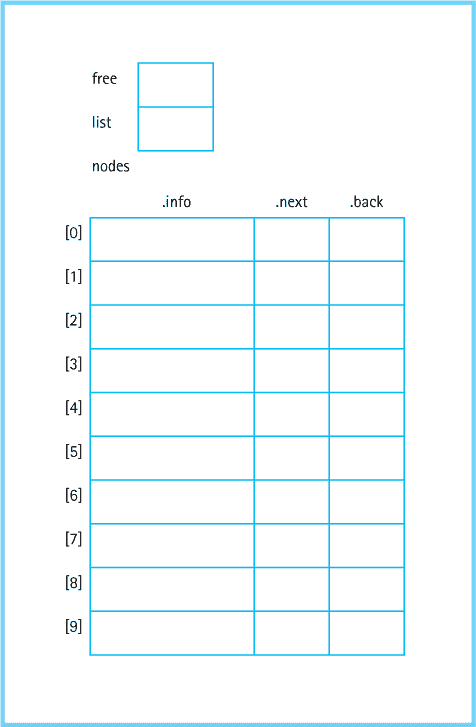 free
list
nodes
.info .next .back
[0]
[1]
[2]
[3]
[4]
[5]
[6]
[7]
[8]
[9]